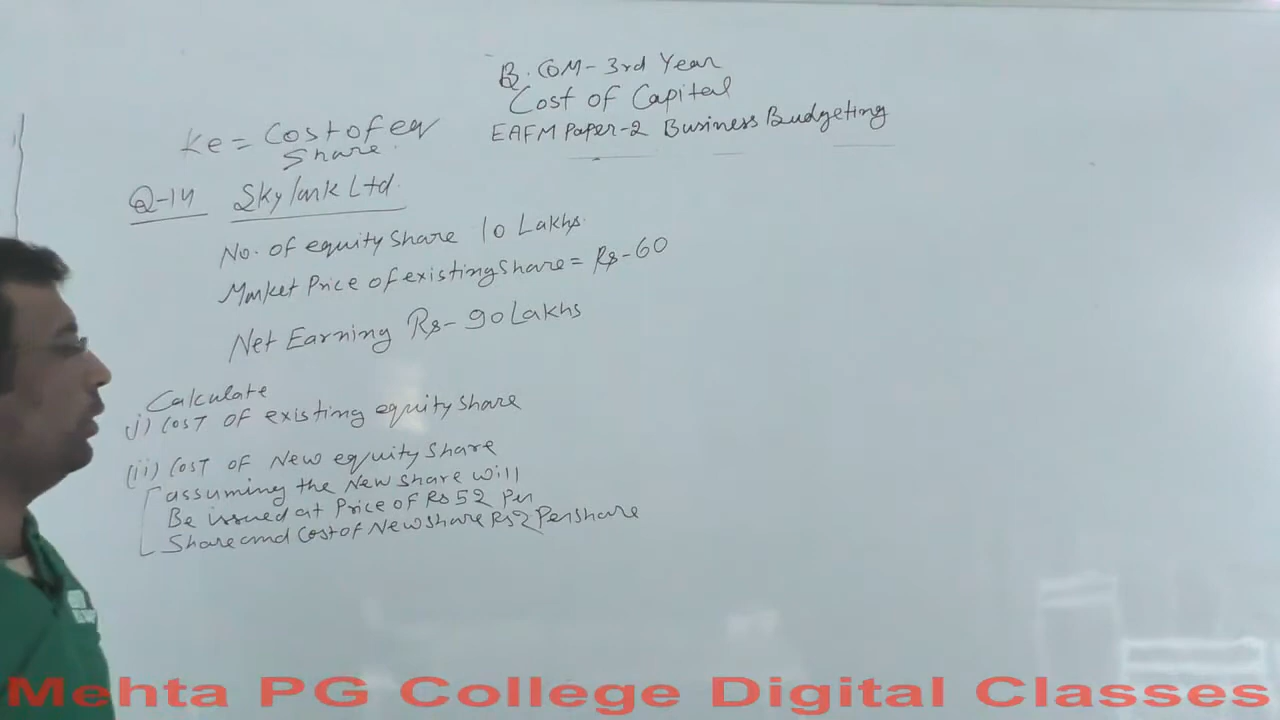 B.COM-3rd Year
Cost of Capital
EAFM Paper-2 Business Budgeting
Ke = Cost of eq
Share.
Q-14 Skylark Ltd.
No. of equity Share 10 Lakhs.
Market Price of existing Share = Rs-60
Net Earning Rs-90 Lakhs
Calculate
(i) Cost of existing equity share
(ii) Cost of New equity Share
assuming the New share will
Be issued at Price of Rs 52 Per
Share and Cost of New share Rs 2 Per share
Mehta PG College Digital Classes